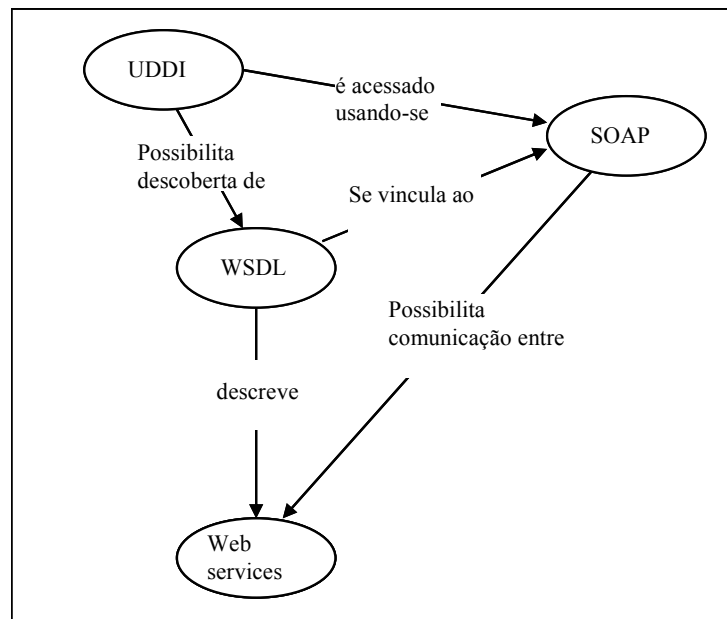 UDDI
é acessado
usando-se
SOAP
Possibilita
descoberta de
Se vincula ao
WSDL
Possibilita
comunicação entre
descreve
Web
services